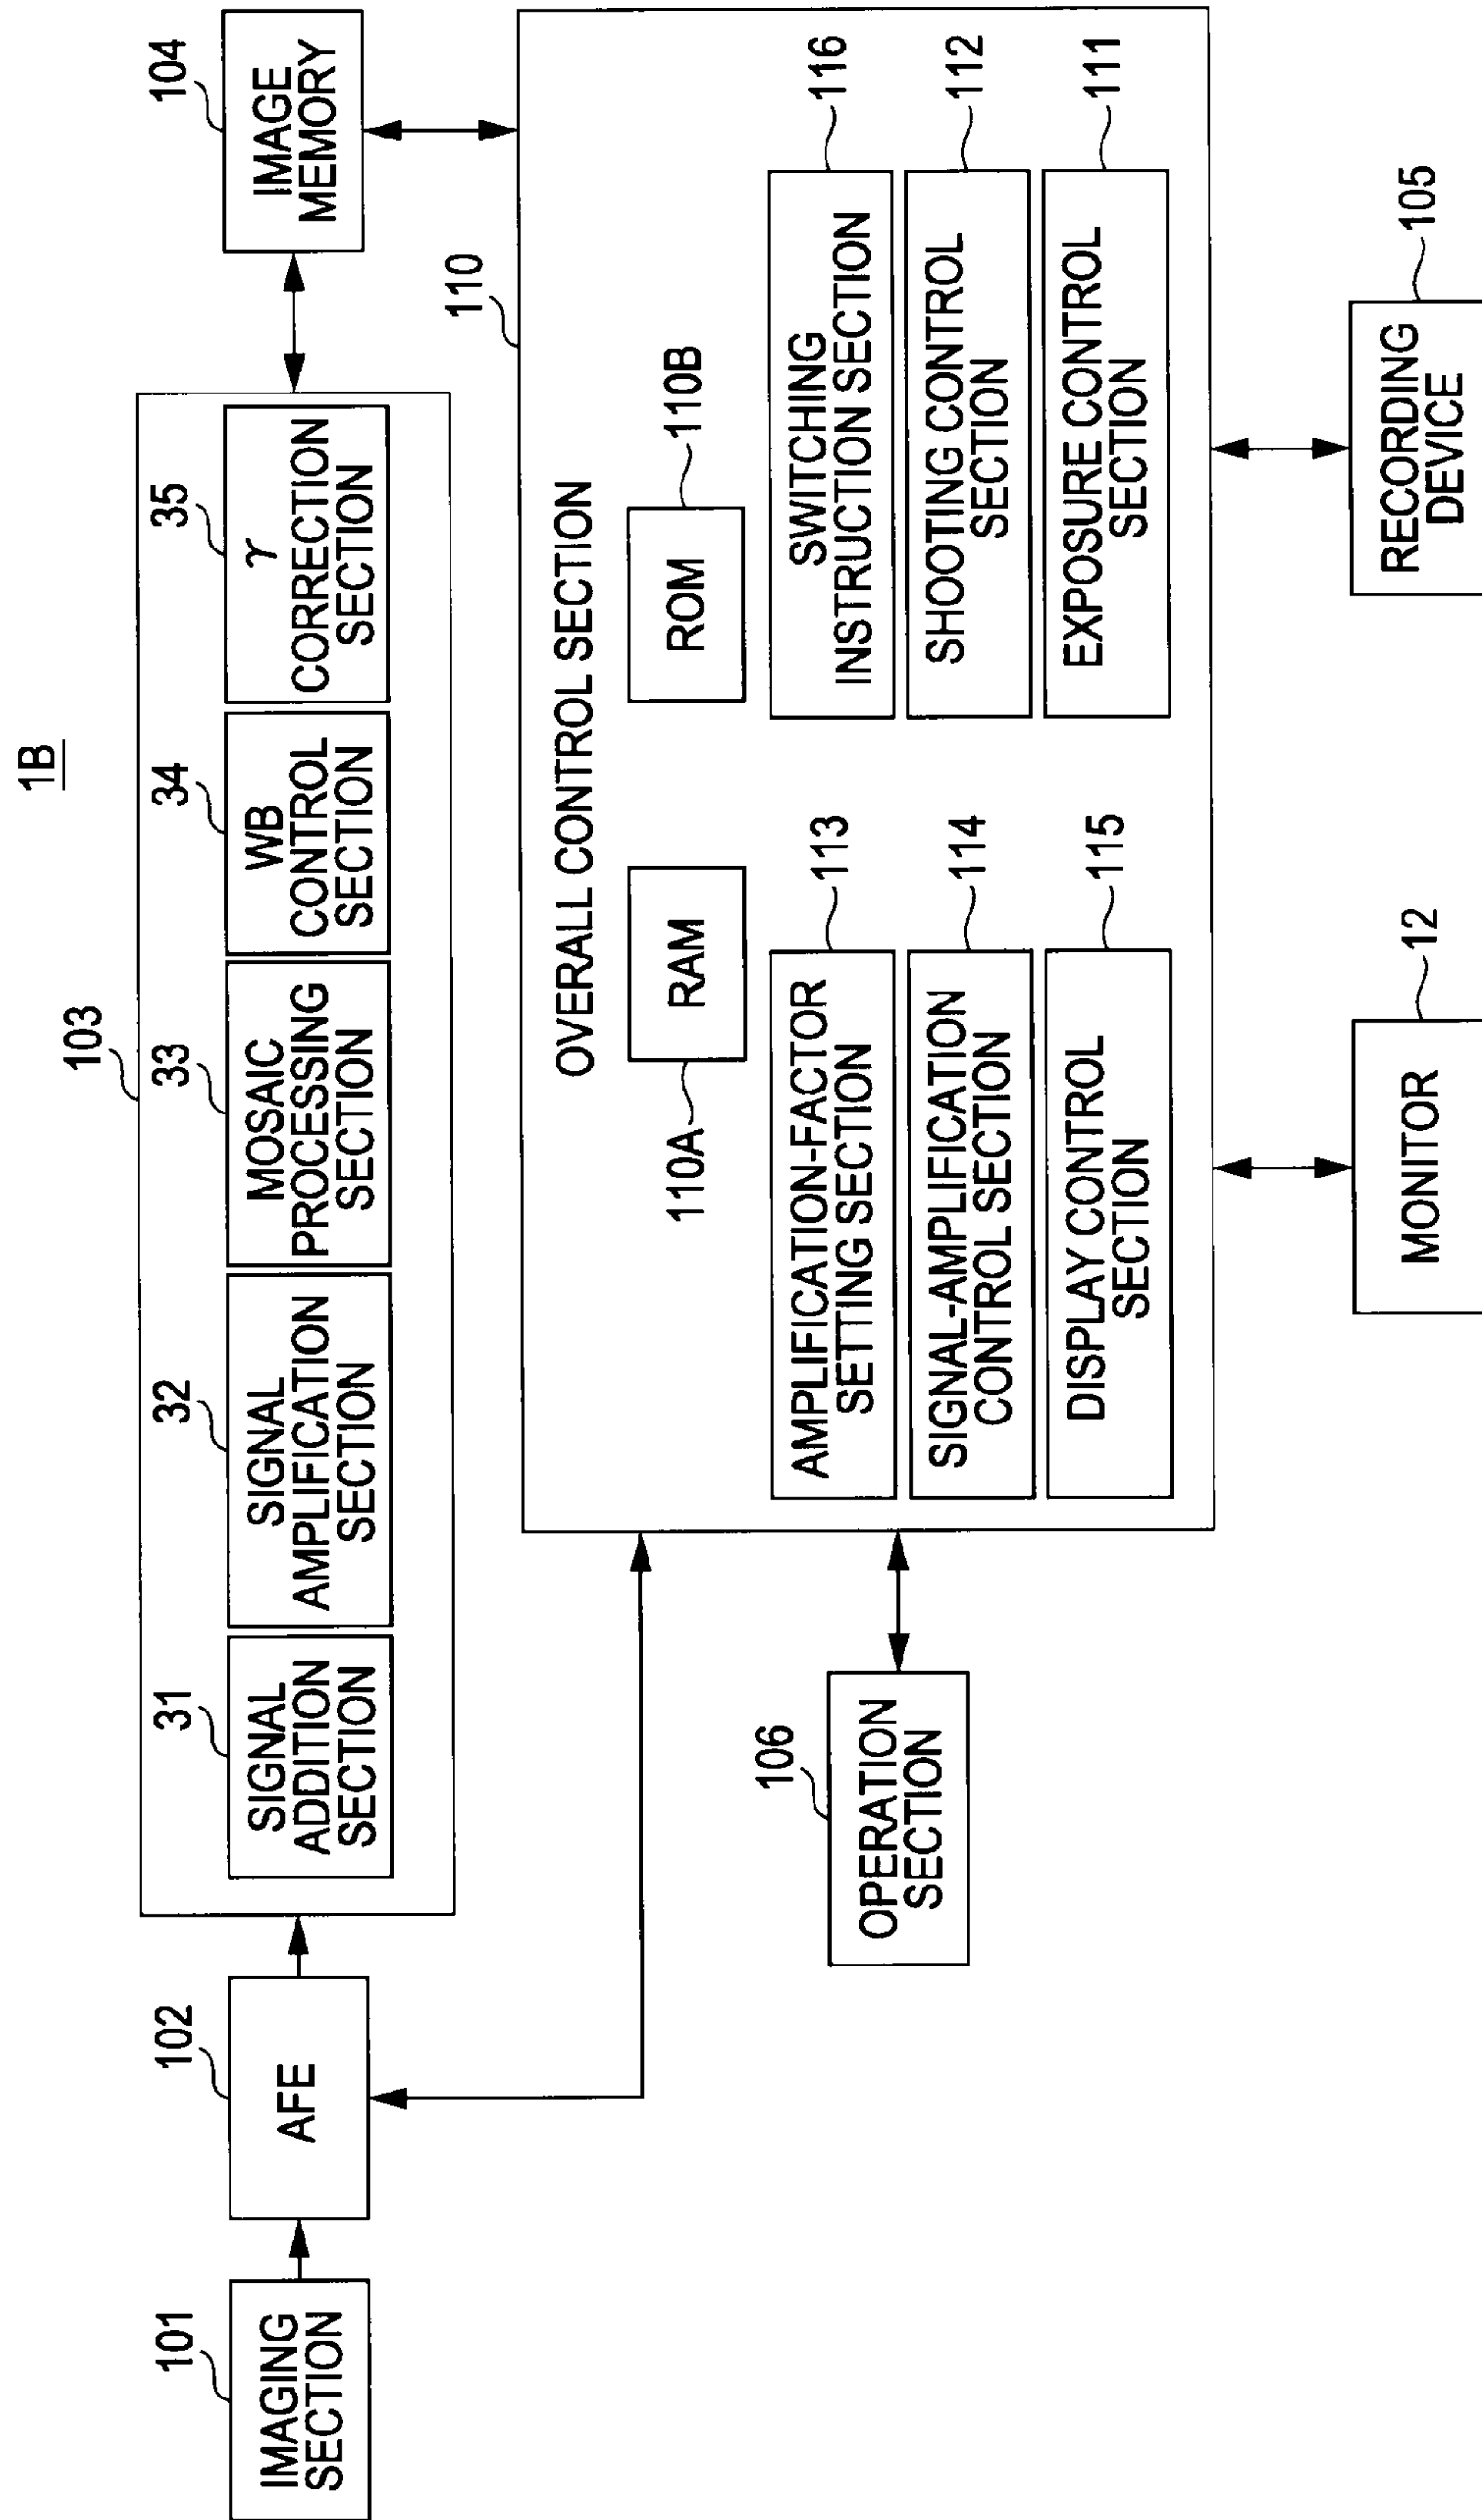 1B
103
101
IMAGING
SECTION
102
AFE
31
SIGNAL
ADDITION
SECTION
32
SIGNAL
AMPLIFICATION
SECTION
33
MOSAIC
PROCESSING
SECTION
34
WB
CONTROL
SECTION
35
γ
CORRECTION
SECTION
104
IMAGE
MEMORY
110
OVERALL CONTROL SECTION
110A
RAM
ROM
110B
AMPLIFICATION-FACTOR
SETTING SECTION
113
SIGNAL-AMPLIFICATION
CONTROL SECTION
114
DISPLAY CONTROL
SECTION
115
SWITCHING
INSTRUCTION SECTION
116
SHOOTING CONTROL
SECTION
112
EXPOSURE CONTROL
SECTION
111
106
OPERATION
SECTION
MONITOR
12
RECORDING
DEVICE
105